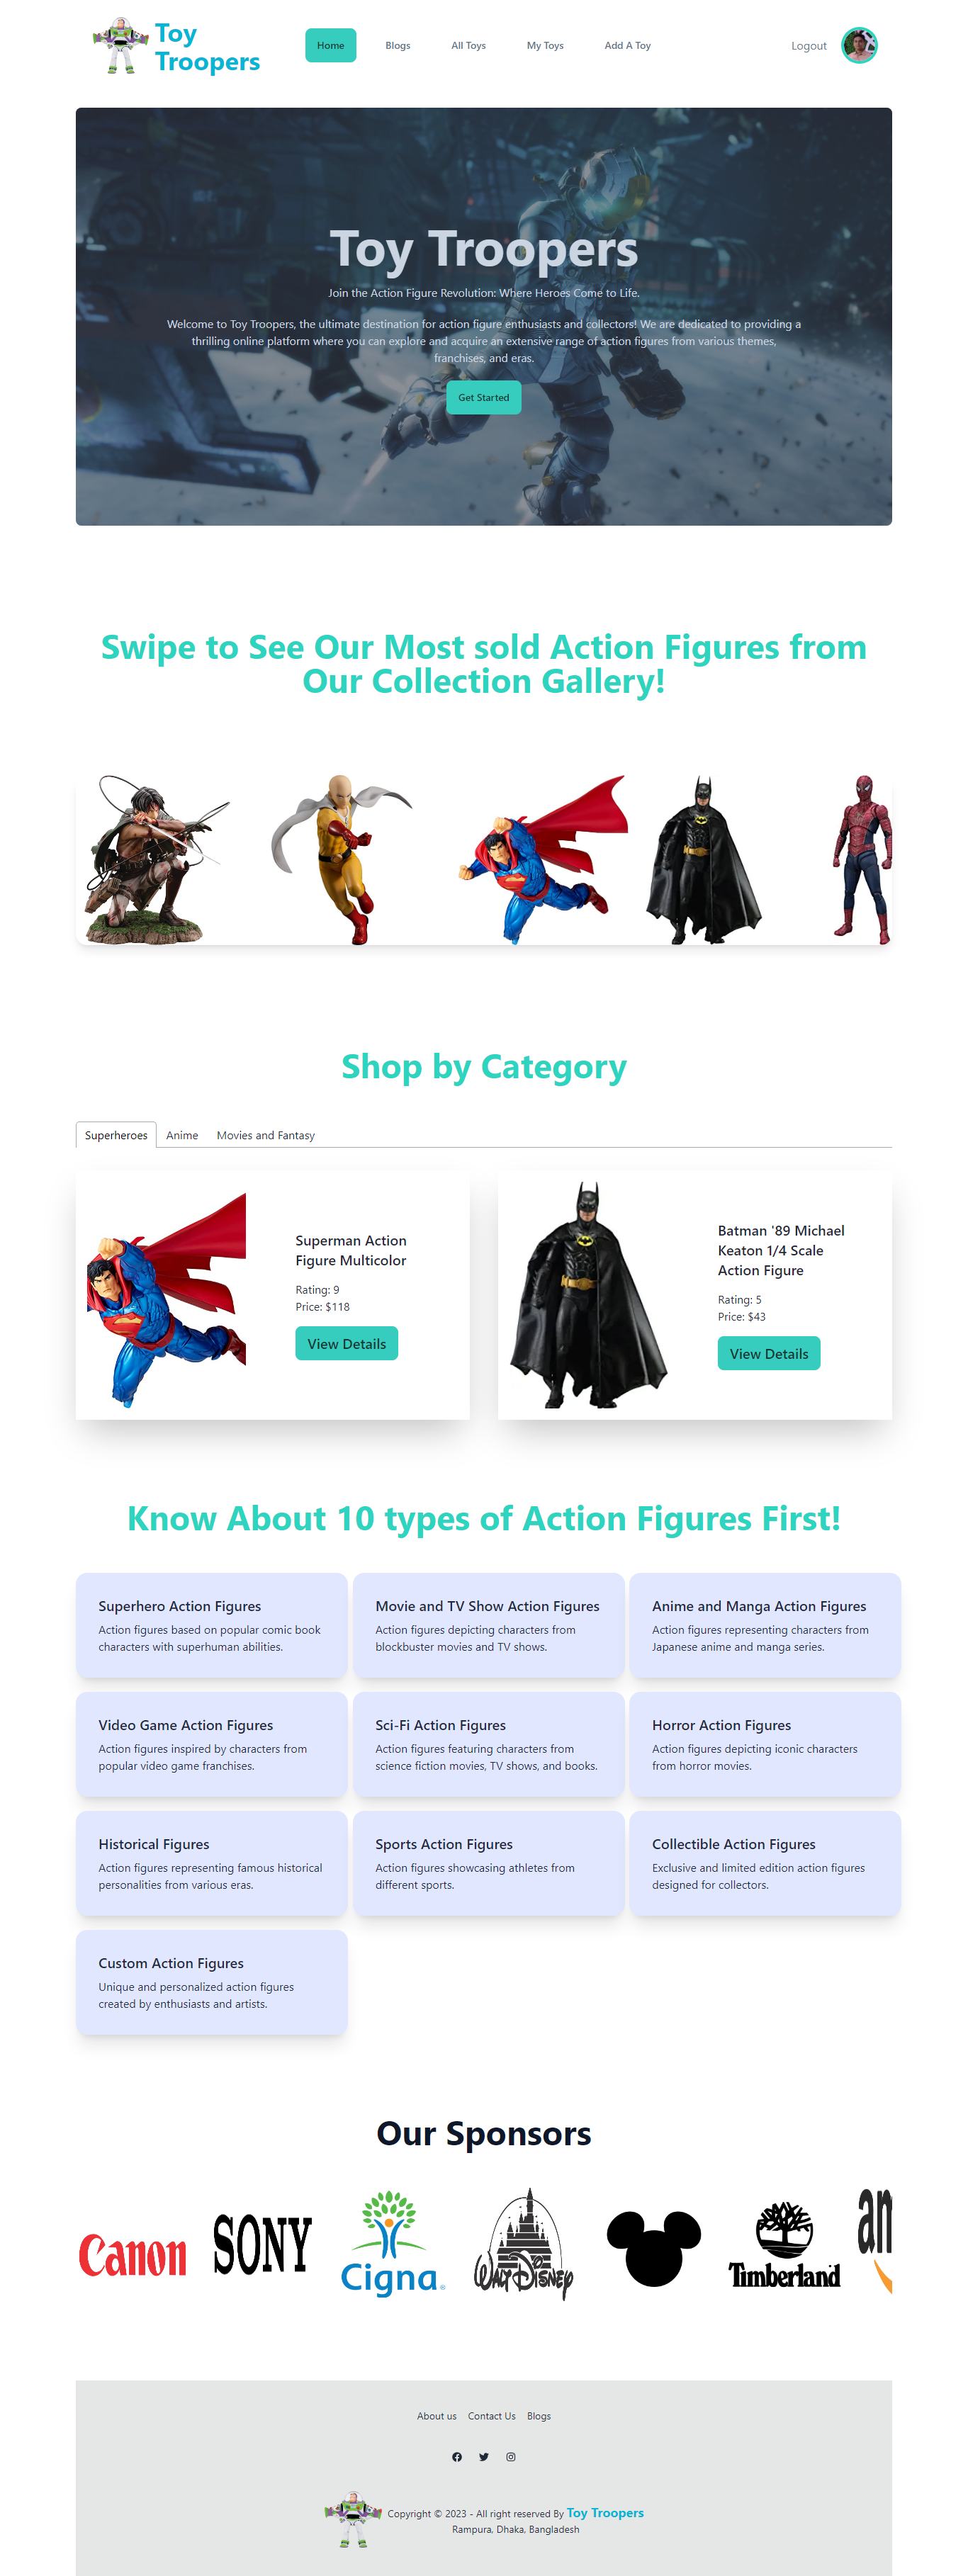 Toy
Troopers
Home
Blogs
All Toys
My Toys
Add A Toy
Logout
Toy Troopers
Join the Action Figure Revolution: Where Heroes Come to Life.
Welcome to Toy Troopers, the ultimate destination for action figure enthusiasts and collectors! We are dedicated to providing a
thrilling online platform where you can explore and acquire an extensive range of action figures from various themes,
franchises, and eras.
Get Started
Swipe to See Our Most sold Action Figures from
Our Collection Gallery!
Shop by Category
Superheroes
Anime
Movies and Fantasy
Superman Action
Figure Multicolor
Rating: 9
Price: $118
View Details
Batman '89 Michael
Keaton 1/4 Scale
Action Figure
Rating: 5
Price: $43
View Details
Know About 10 types of Action Figures First!
Superhero Action Figures
Action figures based on popular comic book
characters with superhuman abilities.
Movie and TV Show Action Figures
Action figures depicting characters from
blockbuster movies and TV shows.
Anime and Manga Action Figures
Action figures representing characters from
Japanese anime and manga series.
Video Game Action Figures
Action figures inspired by characters from
popular video game franchises.
Sci-Fi Action Figures
Action figures featuring characters from
science fiction movies, TV shows, and books.
Horror Action Figures
Action figures depicting iconic characters
from horror movies.
Historical Figures
Action figures representing famous historical
personalities from various eras.
Sports Action Figures
Action figures showcasing athletes from
different sports.
Collectible Action Figures
Exclusive and limited edition action figures
designed for collectors.
Custom Action Figures
Unique and personalized action figures
created by enthusiasts and artists.
Our Sponsors
Canon
SONY
Cigna®
Walt Disney
Timberland
am
About us
Contact Us
Blogs
Copyright © 2023 - All right reserved By Toy Troopers
Rampura, Dhaka, Bangladesh